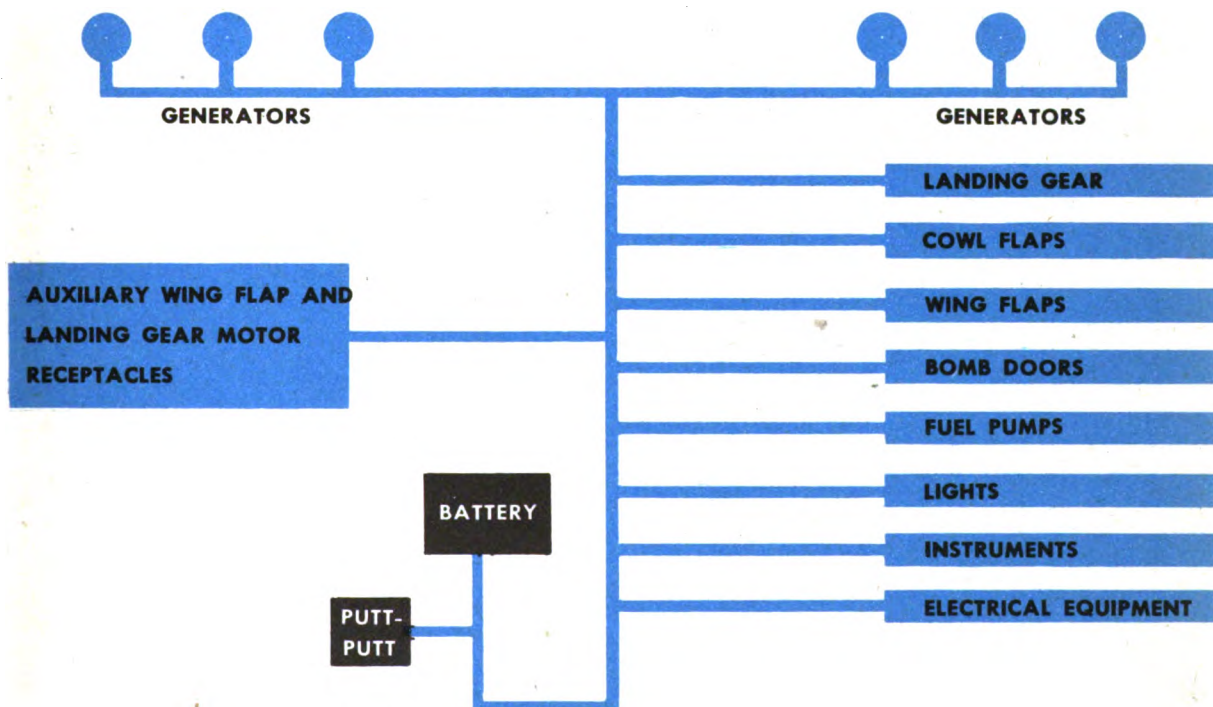 GENERATORS
GENERATORS
LANDING GEAR
COWL FLAPS
AUXILIARY WING FLAP AND
LANDING GEAR MOTOR
RECEPTACLES
WING FLAPS
BOMB DOORS
FUEL PUMPS
LIGHTS
INSTRUMENTS
ELECTRICAL EQUIPMENT
BATTERY
PUTT-
PUTT